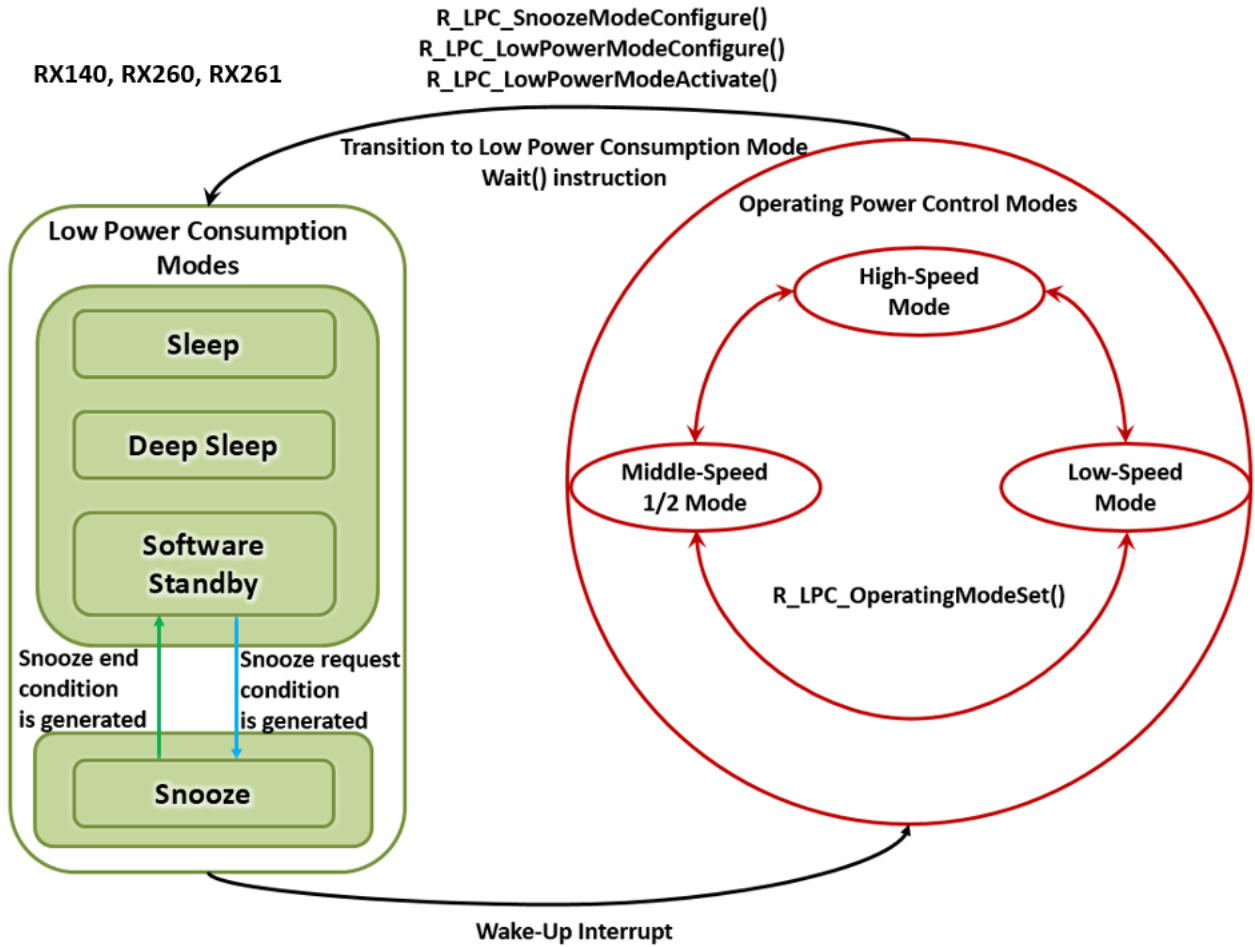 R_LPC_SnoozeModeConfigure()
R_LPC_LowPowerModeConfigure()
R_LPC_LowPowerModeActivate()
RX140, RX260, RX261
Transition to Low Power Consumption Mode
Wait() instruction
Low Power Consumption
Modes
Sleep
Deep Sleep
Software
Standby
Snooze end
condition
is generated
Snooze request
condition
is generated
Snooze
Operating Power Control Modes
High-Speed
Mode
Middle-Speed
1/2 Mode
Low-Speed
Mode
R_LPC_OperatingModeSet()
Wake-Up Interrupt